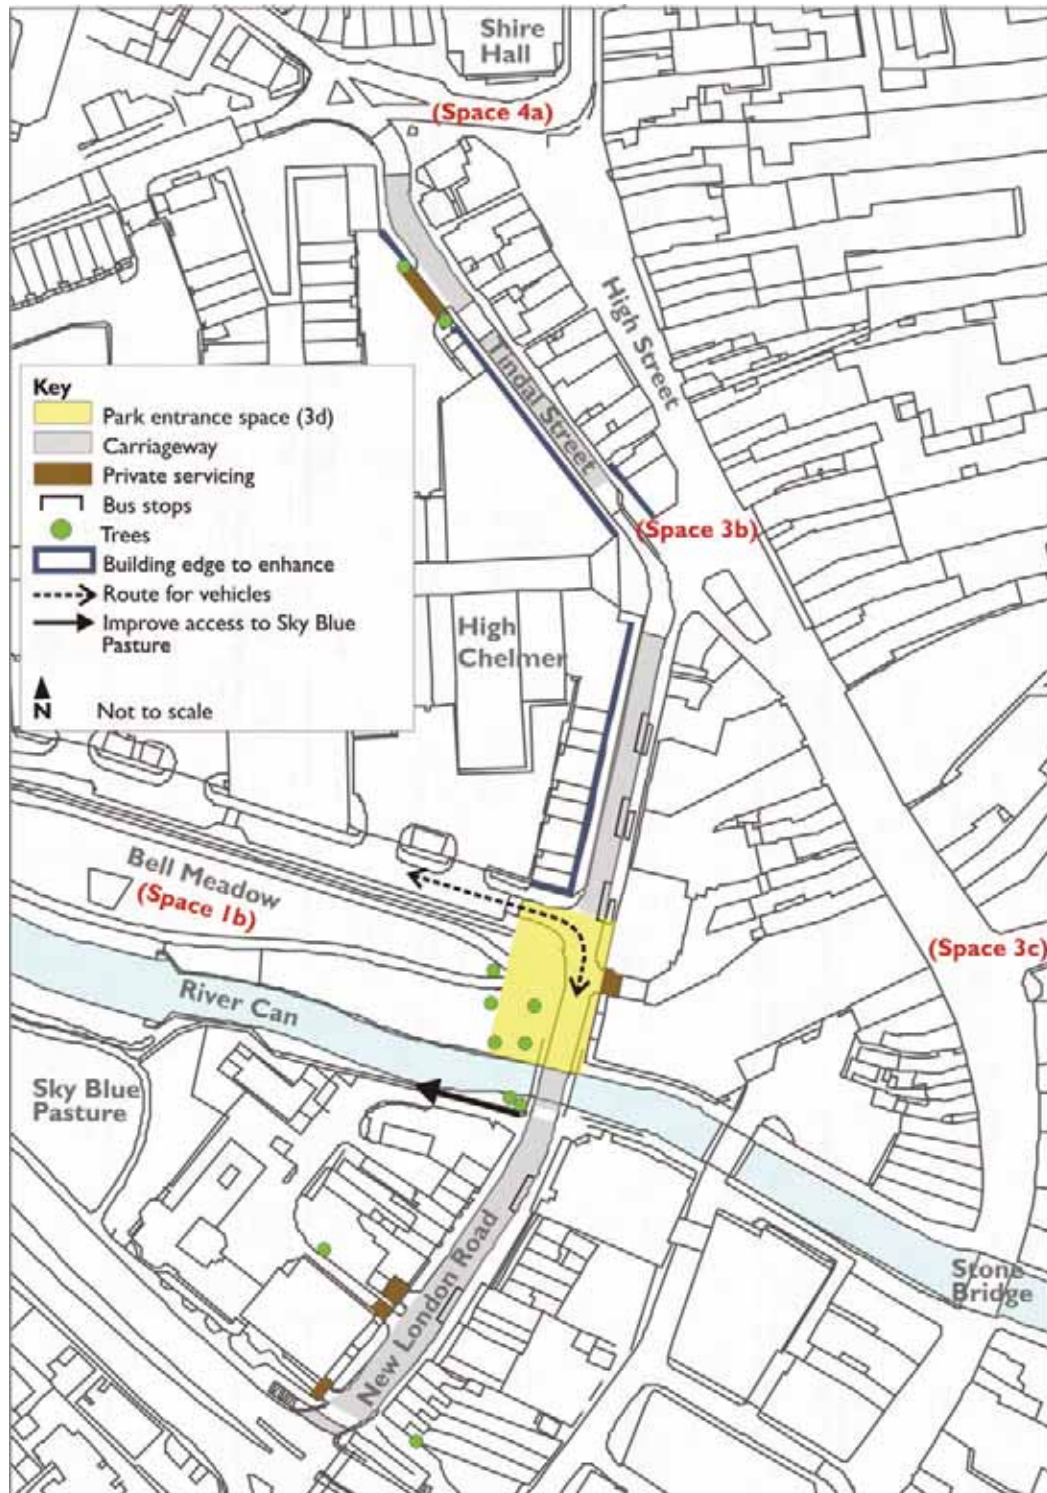 Shire
Hall
(Space 4a)
High Street
Tindal Street
Key
Park entrance space (3d)
Carriageway
Private servicing
Bus stops
Trees
Building edge to enhance
Route for vehicles
Improve access to Sky Blue
Pasture
N
Not to scale
(Space 3b)
High
Chelmer
Bell Meadow
(Space 1b)
(Space 3c)
River Can
Sky Blue
Pasture
New London Road
Stone
Bridge